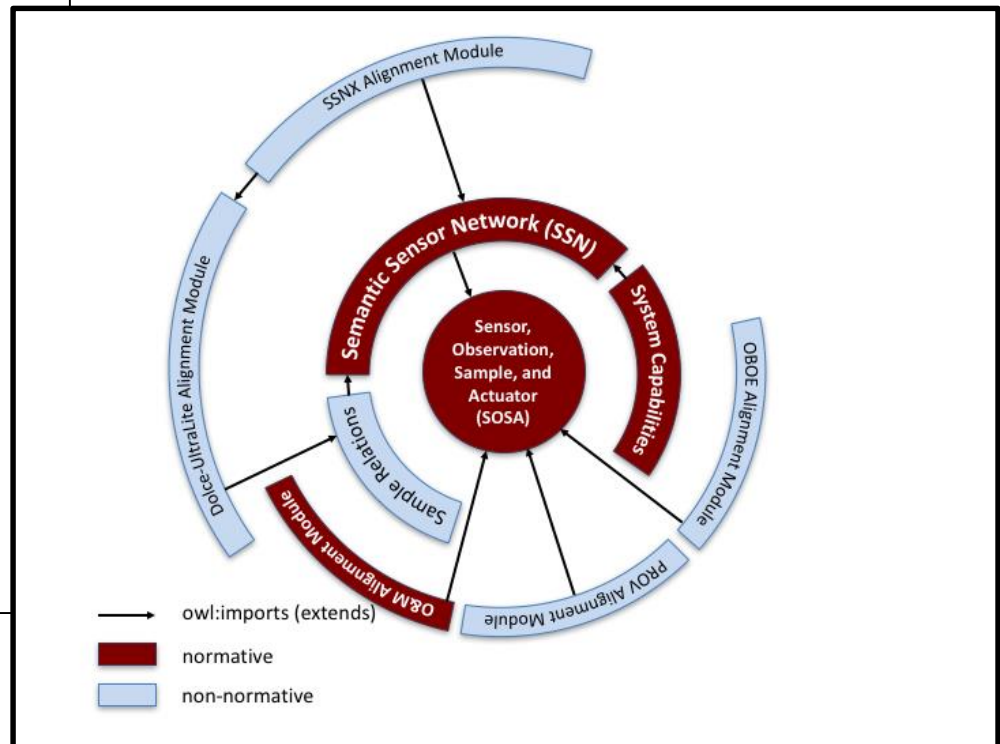 SSNX Alignment Module
Semantic Sensor Network (SSN)
System Capabilities
Dolce-UltraLite Alignment Module
Sensor,
Observation,
Sample, and
Actuator
(SOSA)
OBOE Alignment Module
Sample Relations
O&M Alignment Module
PROV Alignment Module
owl:imports (extends)
normative
non-normative